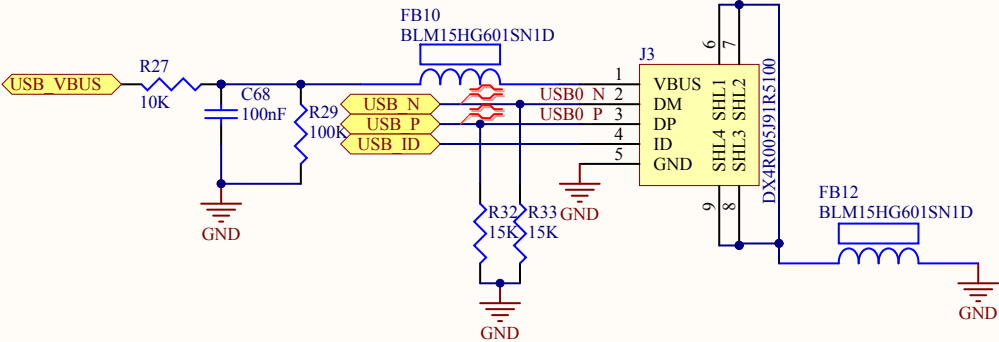 FB10
BLM15HG601SN1D
USB_VBUS
R27
10K
C68
100nF
R29
100K
USB_N
USB_P
USB_ID
USB0_N
USB0_P
J3
1
2
3
4
5
VBUS
DM
DP
ID
GND
6
7
SHL1
SHL2
SHL4
SHL3
9
8
DX4R005J91R5100
GND
GND
R32
15K
R33
15K
GND
FB12
BLM15HG601SN1D
GND